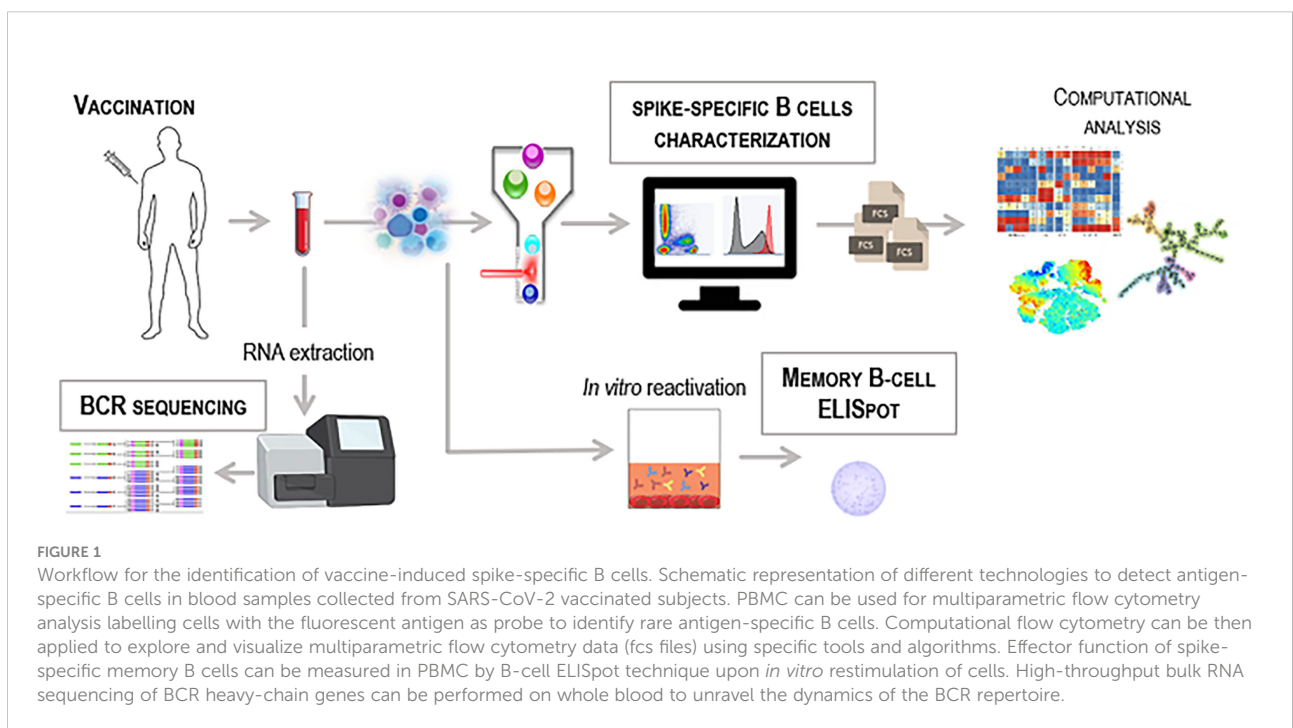 VACCINATION
SPIKE-SPECIFIC B CELLS
CHARACTERIZATION
COMPUTATIONAL
ANALYSIS
FCS
FCS
FCS
RNA extraction
BCR SEQUENCING
In vitro reactivation
MEMORY B-CELL
ELISPOT
FIGURE 1
Workflow for the identification of vaccine-induced spike-specific B cells. Schematic representation of different technologies to detect antigen-
specific B cells in blood samples collected from SARS-CoV-2 vaccinated subjects. PBMC can be used for multiparametric flow cytometry
analysis labelling cells with the fluorescent antigen as probe to identify rare antigen-specific B cells. Computational flow cytometry can be then
applied to explore and visualize multiparametric flow cytometry data (fcs files) using specific tools and algorithms. Effector function of spike-
specific memory B cells can be measured in PBMC by B-cell ELISpot technique upon in vitro restimulation of cells. High-throughput bulk RNA
sequencing of BCR heavy-chain genes can be performed on whole blood to unravel the dynamics of the BCR repertoire.